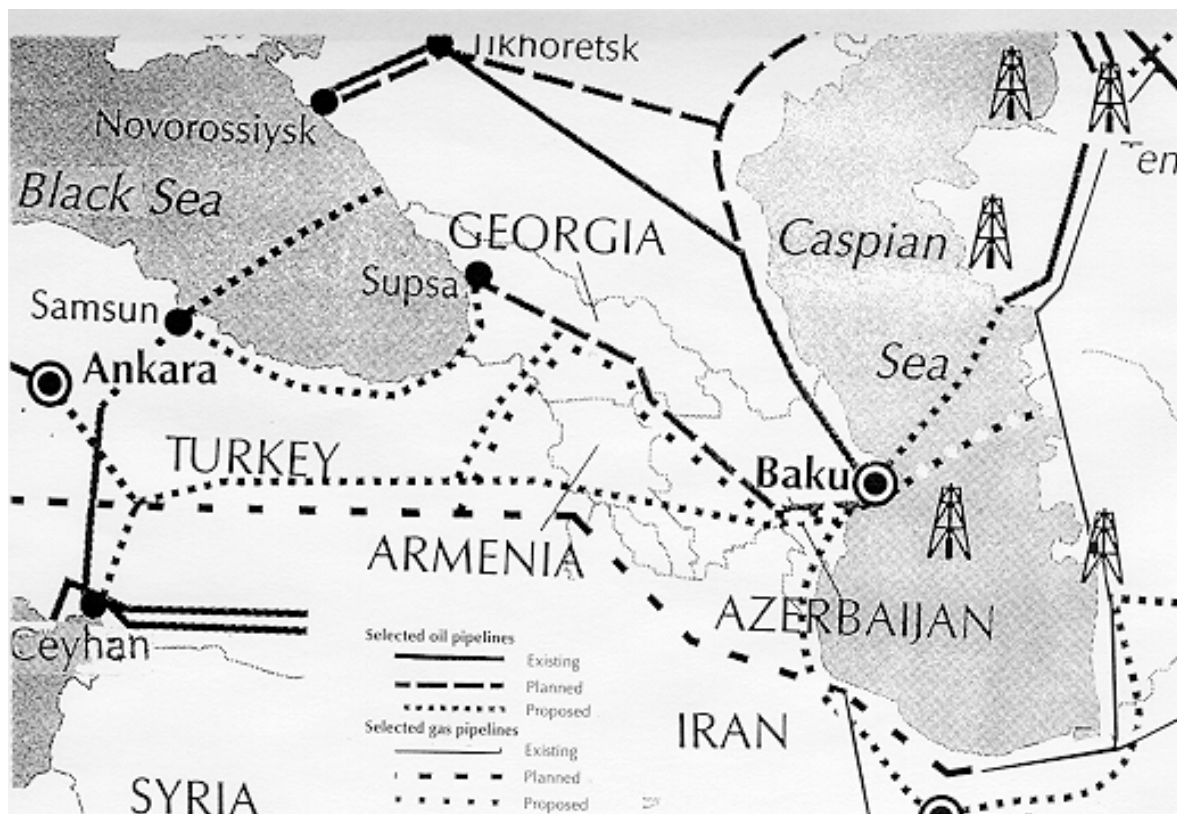 Novorossiysk
Black Sea
GEORGIA
Caspian
Supsa
Samsun
Sea
Ankara
TURKEY
Baku
ARMENIA
AZERBAIJAN
Ceyhan
Selected oil pipelines
Existing
Planned
Proposed
IRAN
Selected gas pipelines
Existing
Planned
Proposed
SYRIA